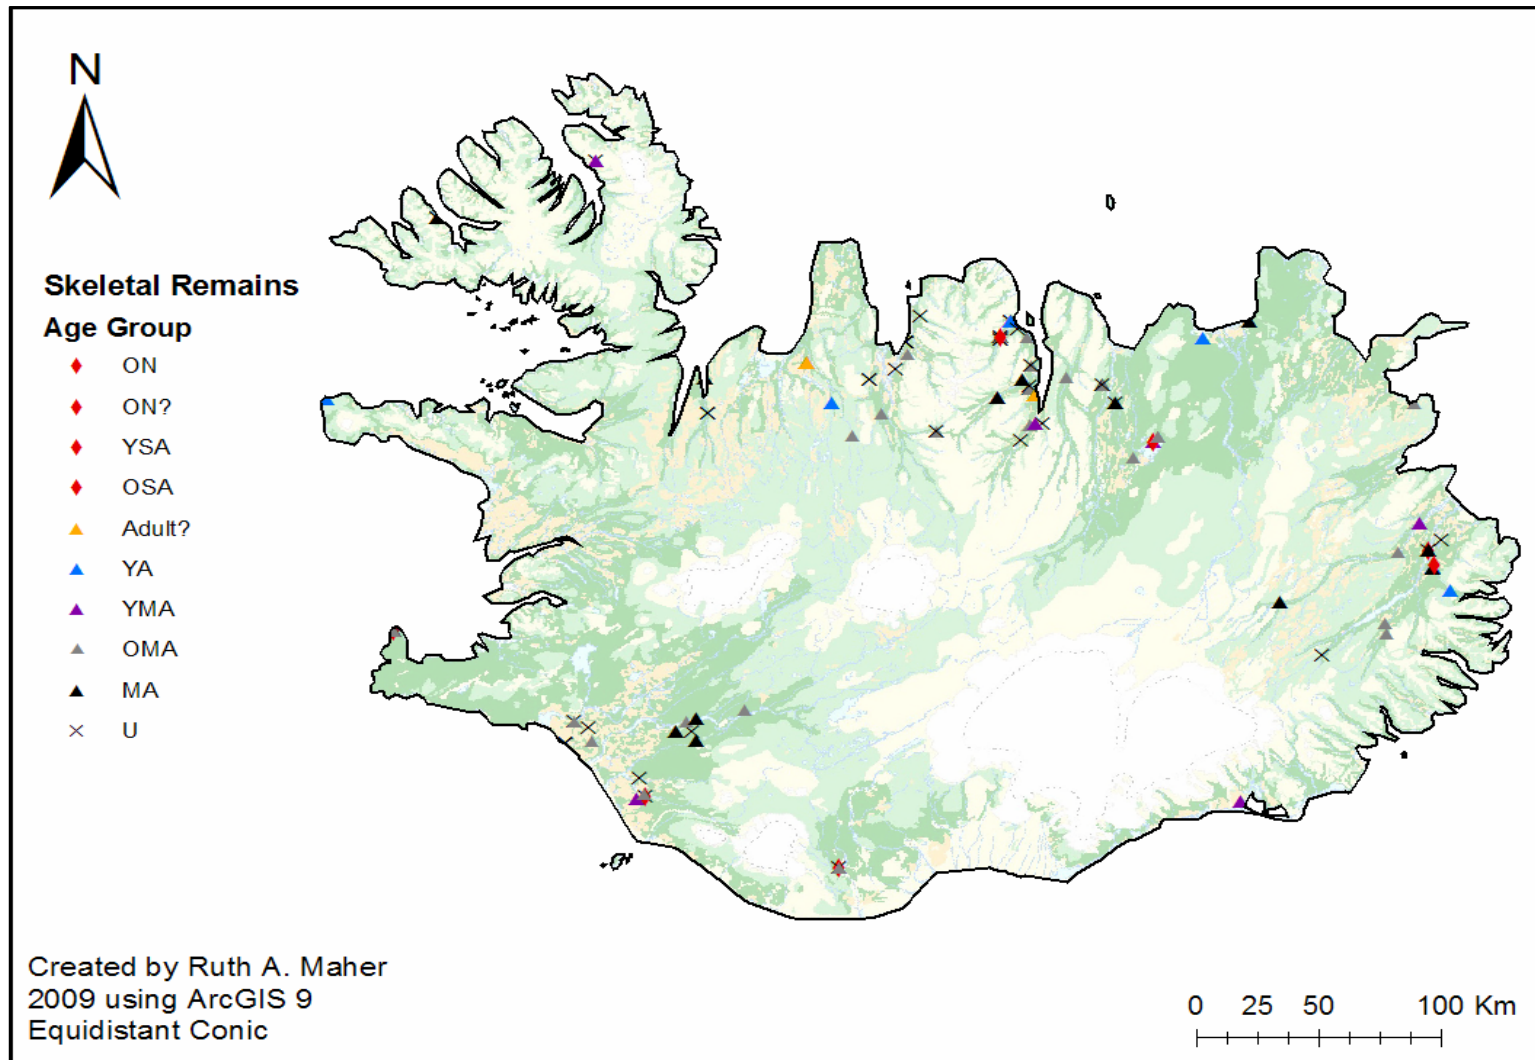 N
Skeletal Remains
Age Group
ON
ON?
YSA
OSA
Adult?
YA
YMA
OMA
MA
U
Created by Ruth A. Maher
2009 using ArcGIS 9
Equidistant Conic
0 25 50 100 Km